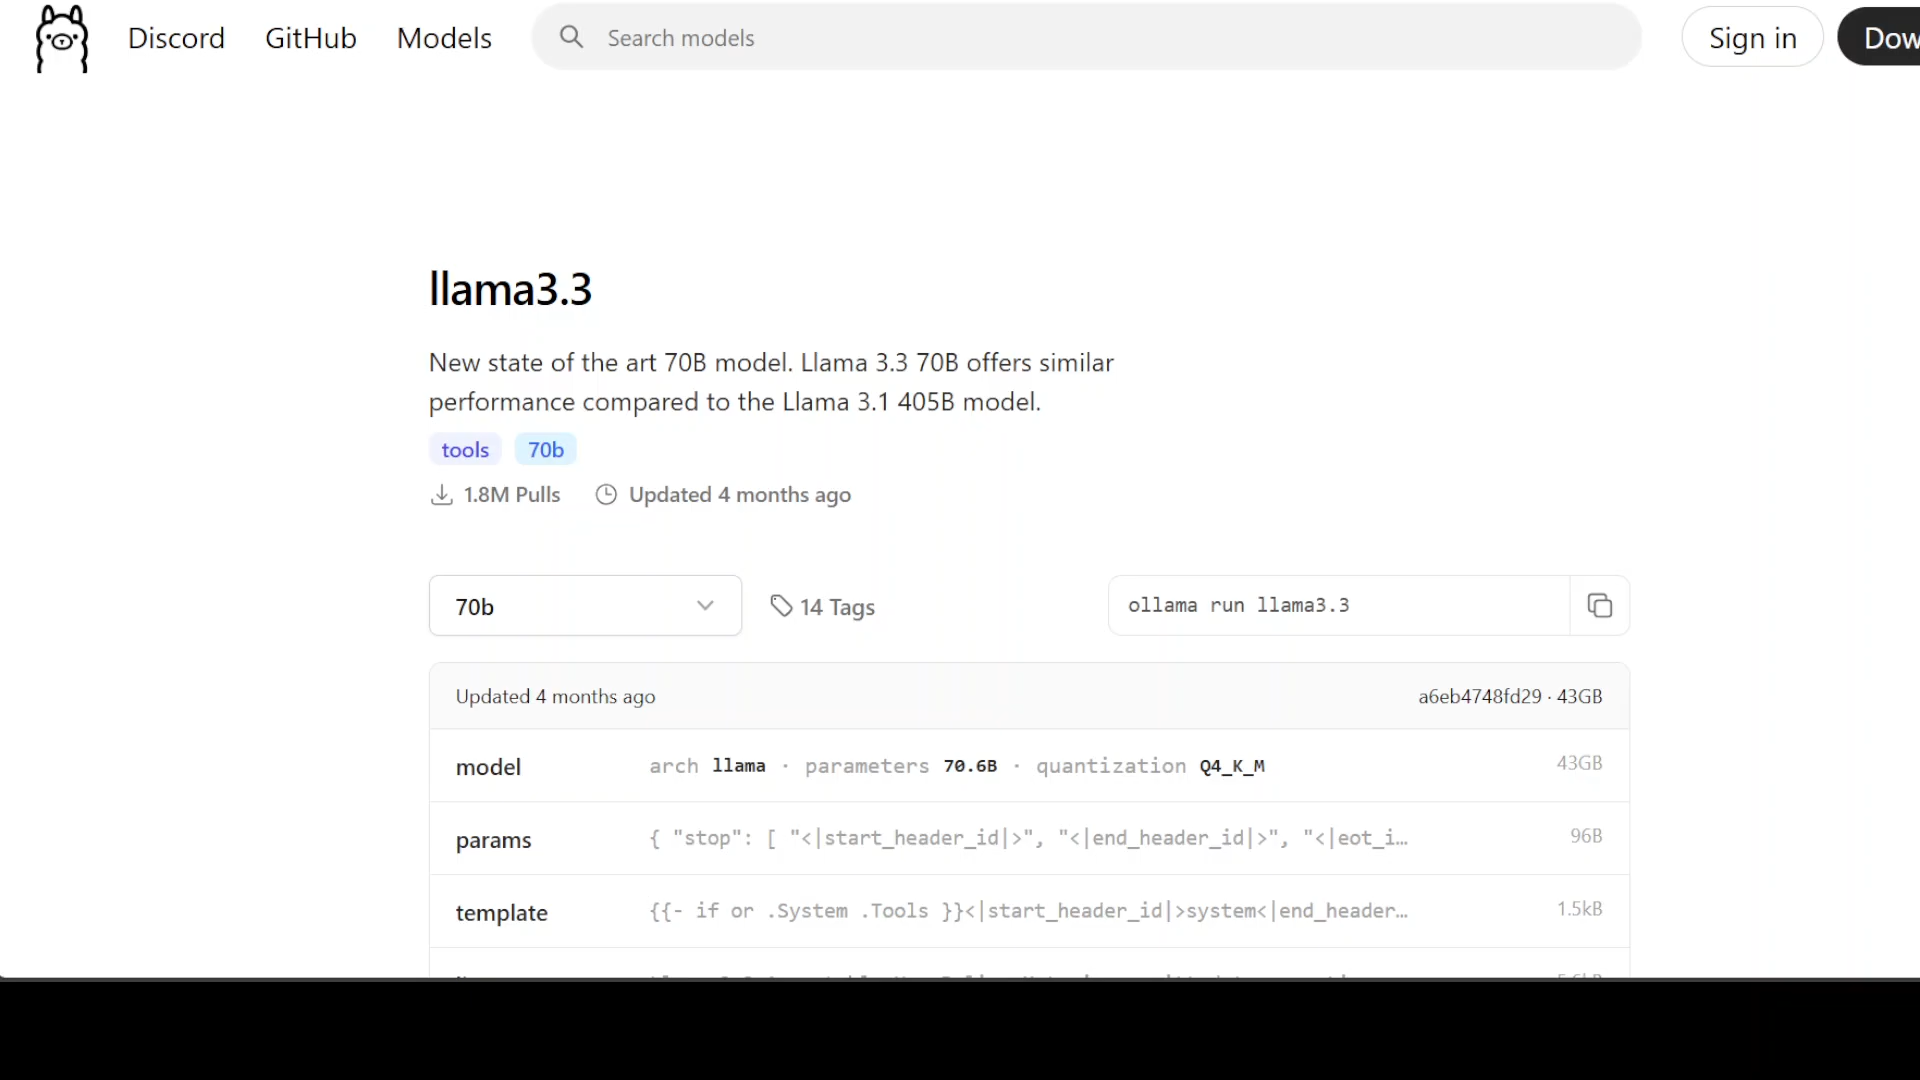 Discord GitHub Models Search models Sign in Dow
llama3.3
New state of the art 70B model. Llama 3.3 70B offers similar
performance compared to the Llama 3.1 405B model.
tools 70b
1.8M Pulls Updated 4 months ago
70b 14 Tags ollama run llama3.3
Updated 4 months ago a6eb4748fd29 · 43GB
model arch llama · parameters 70.6B · quantization Q4_K_M 43GB
params { "stop": [ "<|start_header_id|>", "<|end_header_id|>", "<|eot_i… 96B
template {{- if or .System .Tools }}<|start_header_id|>system<|end_header… 1.5kB